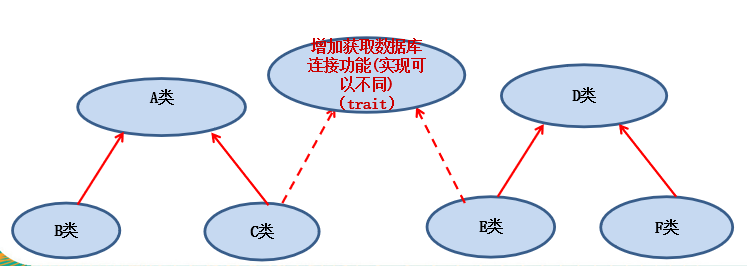 增加获取数据库
连接功能(实现可
以不同)
(trait)
A类
D类
B类
C类
E类
F类